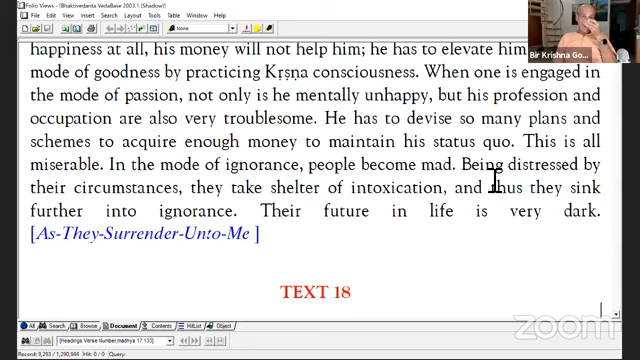 Folio Views - [Bhaktivedanta VedaBase 2003.1 (Shadow)]
File Edit View Search Layout Tools Window Help
Bir Krishna Go...
happiness at all, his money will not help him; he has to elevate him
mode of goodness by practicing Kṛṣṇa consciousness. When one is engaged in
the mode of passion, not only is he mentally unhappy, but his profession and
occupation are also very troublesome. He has to devise so many plans and
schemes to acquire enough money to maintain his status quo. This is all
miserable. In the mode of ignorance, people become mad. Being distressed by
their circumstances, they take shelter of intoxication, and thus they sink
further into ignorance. Their future in life is very dark.
[As-They-Surrender-Unto-Me ]
TEXT 18
zoom
All Search Browse Document Contents HitList Object
[Headings Verse Number:madhya 17.133]
Record: 9,293 / 1,290,944 Hit: 0 / 0 Query: